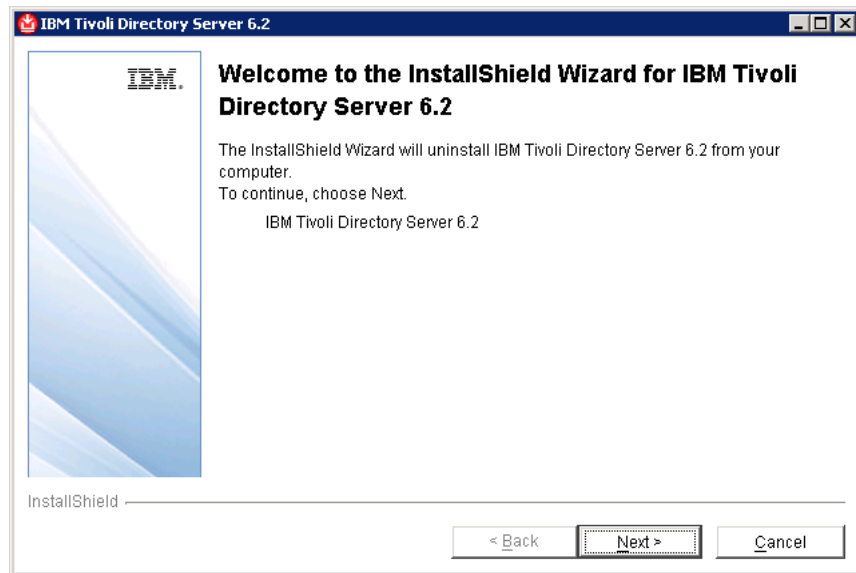 IBM Tivoli Directory Server 6.2
IBM.
Welcome to the InstallShield Wizard for IBM Tivoli
Directory Server 6.2
The InstallShield Wizard will uninstall IBM Tivoli Directory Server 6.2 from your
computer.
To continue, choose Next.
IBM Tivoli Directory Server 6.2
InstallShield
< Back
Next >
Cancel